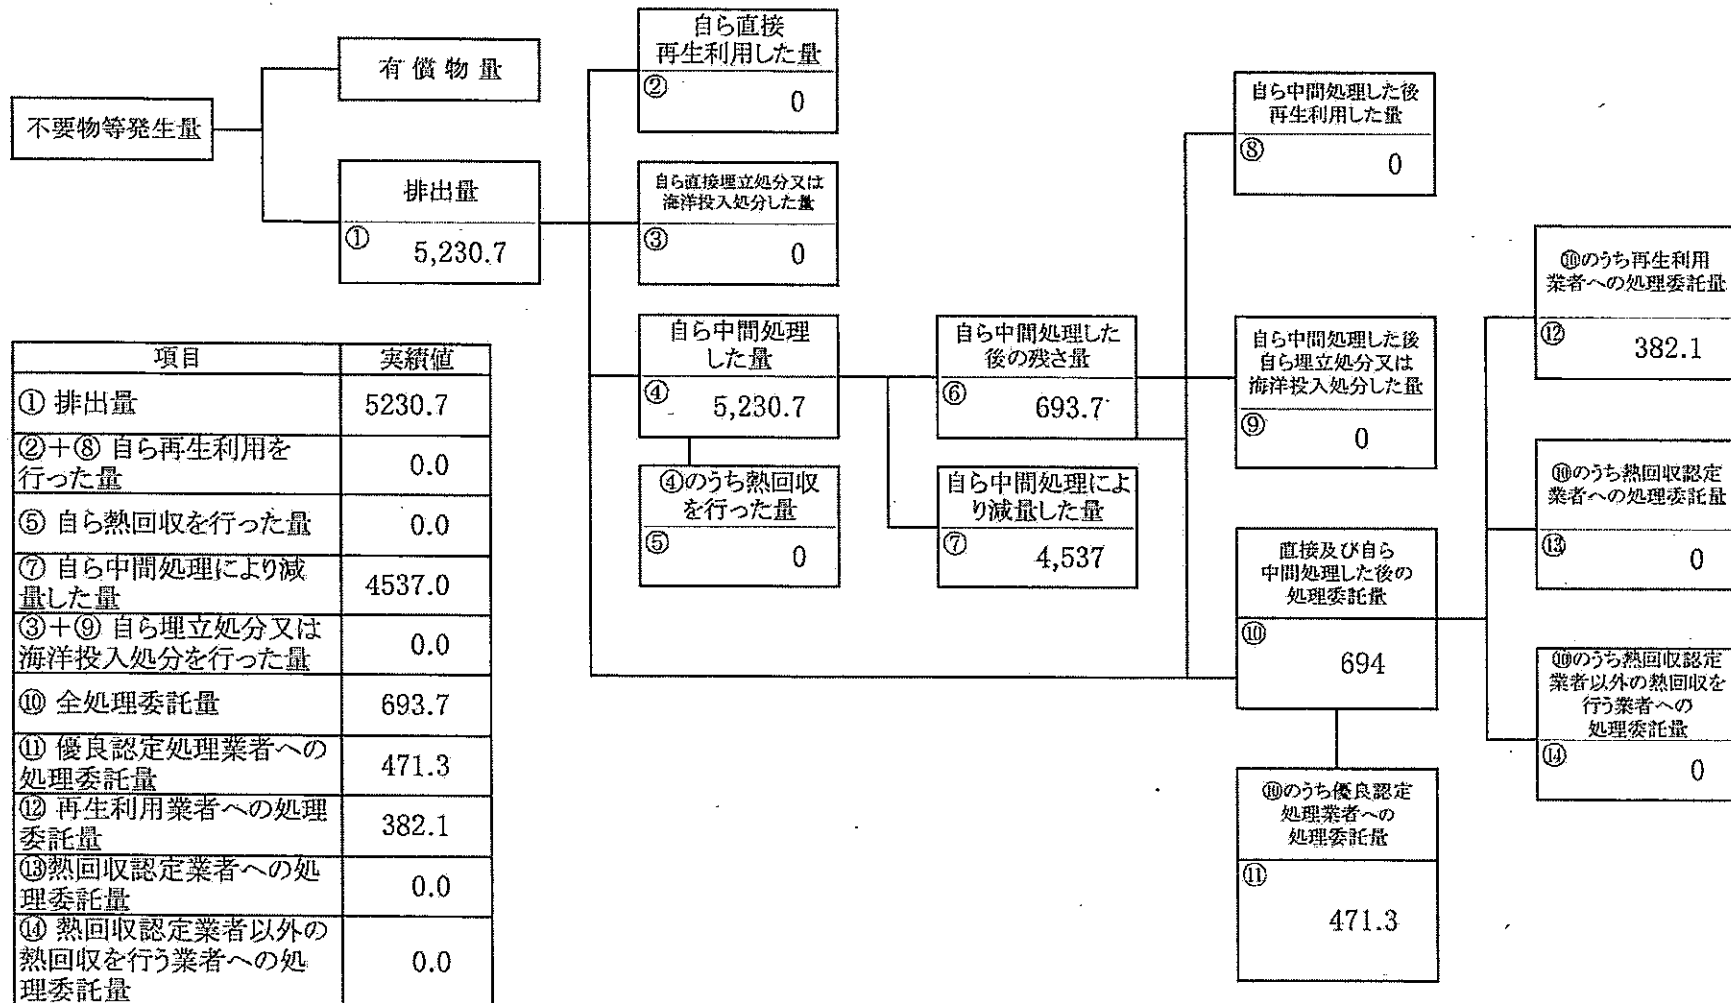 不要物等発生量
有償物量
排出量
① 5,230.7
自ら直接
再生利用した量
② 0
自ら直接埋立処分又は
海洋投入処分した量
③ 0
自ら中間処理
した量
④ 5,230.7
④のうち熱回収
を行った量
⑤ 0
自ら中間処理した
後の残さ量
⑥ 693.7
自ら中間処理によ
り減量した量
⑦ 4,537
自ら中間処理した後
再生利用した量
⑧ 0
自ら中間処理した後
自ら埋立処分又は
海洋投入処分した量
⑨ 0
直接及び自ら
中間処理した後の
処理委託量
⑩ 694
⑩のうち優良認定
処理業者への
処理委託量
⑪ 471.3
⑩のうち再生利用
業者への処理委託量
⑫ 382.1
⑩のうち熱回収認定
業者への処理委託量
⑬ 0
⑩のうち熱回収認定
業者以外の熱回収を
行う業者への
処理委託量
⑭ 0
項目 実績値
① 排出量 5230.7
②+⑧ 自ら再生利用を
行った量 0.0
⑤ 自ら熱回収を行った量 0.0
⑦ 自ら中間処理により減
量した量 4537.0
③+⑨ 自ら埋立処分又は
海洋投入処分を行った量 0.0
⑩ 全処理委託量 693.7
⑪ 優良認定処理業者への
処理委託量 471.3
⑫ 再生利用業者への処理
委託量 382.1
⑬熱回収認定業者への処
理委託量 0.0
⑭ 熱回収認定業者以外の
熱回収を行う業者への処
理委託量 0.0